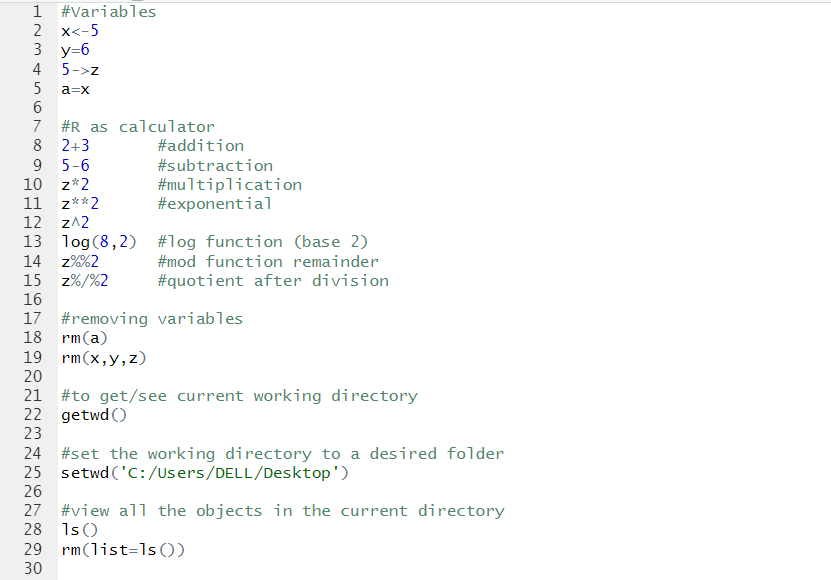 1 #Variables
2 x<-5
3 y=6
4 5->z
5 a=x
6
7 #R as calculator
8 2+3       #addition
9 5-6       #subtraction
10 z*2       #multiplication
11 z**2      #exponential
12 z^2
13 log(8,2)  #log function (base 2)
14 z%%2      #mod function remainder
15 z%/%2     #quotient after division
16
17 #removing variables
18 rm(a)
19 rm(x,y,z)
20
21 #to get/see current working directory
22 getwd()
23
24 #set the working directory to a desired folder
25 setwd('C:/Users/DELL/Desktop')
26
27 #view all the objects in the current directory
28 ls()
29 rm(list=ls())
30